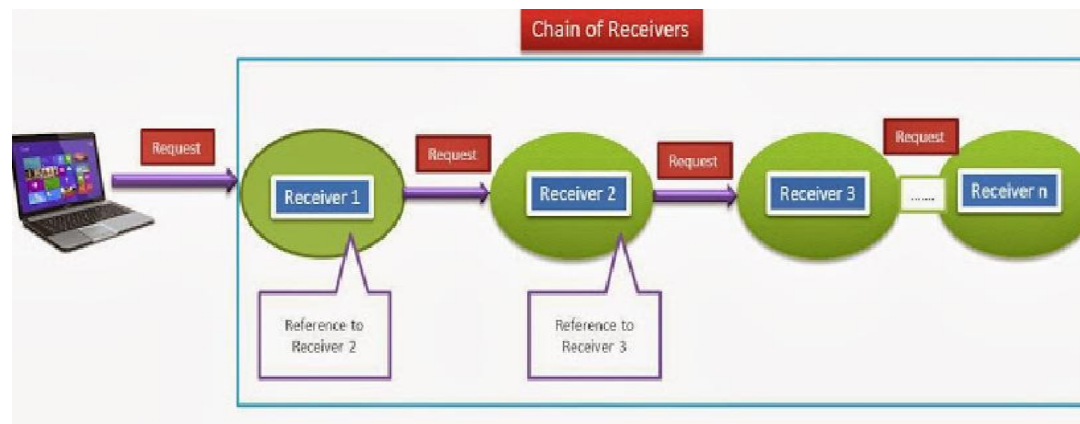 Chain of Receivers
Request
Request
Request
Request
Receiver 1
Receiver 2
Receiver 3
.......
Receiver n
Reference to
Receiver 2
Reference to
Receiver 3